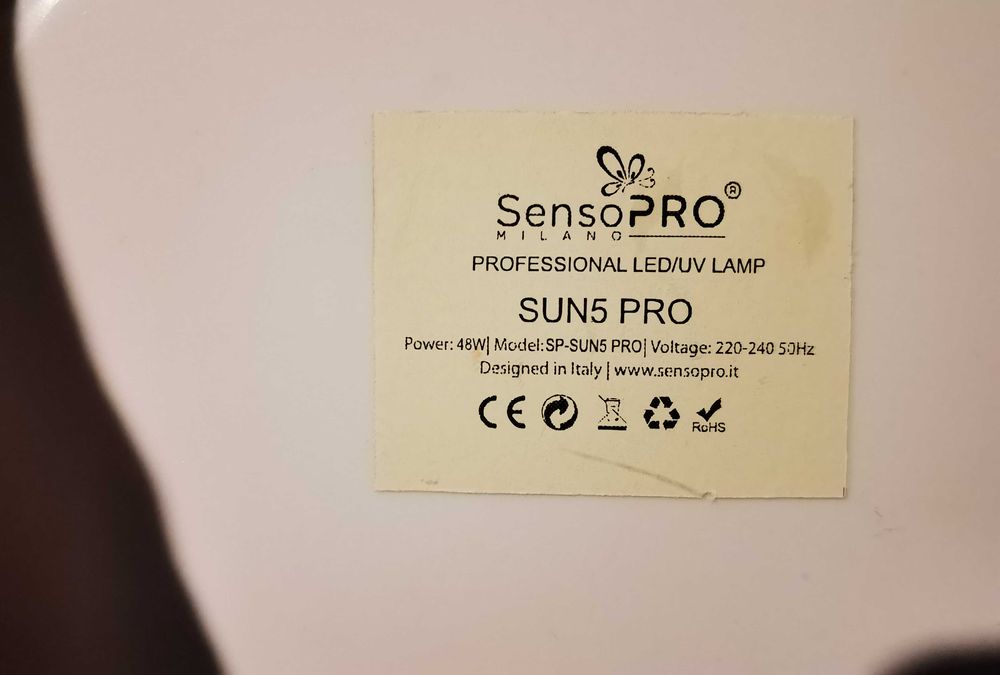 SensoPRO®
MILANO
PROFESSIONAL LED/UV LAMP
SUN5 PRO
Power: 48W| Model:SP-SUN5 PRO| Voltage: 220-240 50Hz
Designed in Italy | www.sensopro.it
CE RoHS